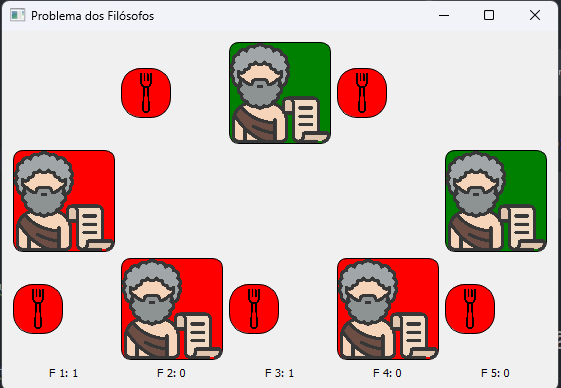 Problema dos Filósofos
F 1: 1
F 2: 0
F 3: 1
F 4: 0
F 5: 0